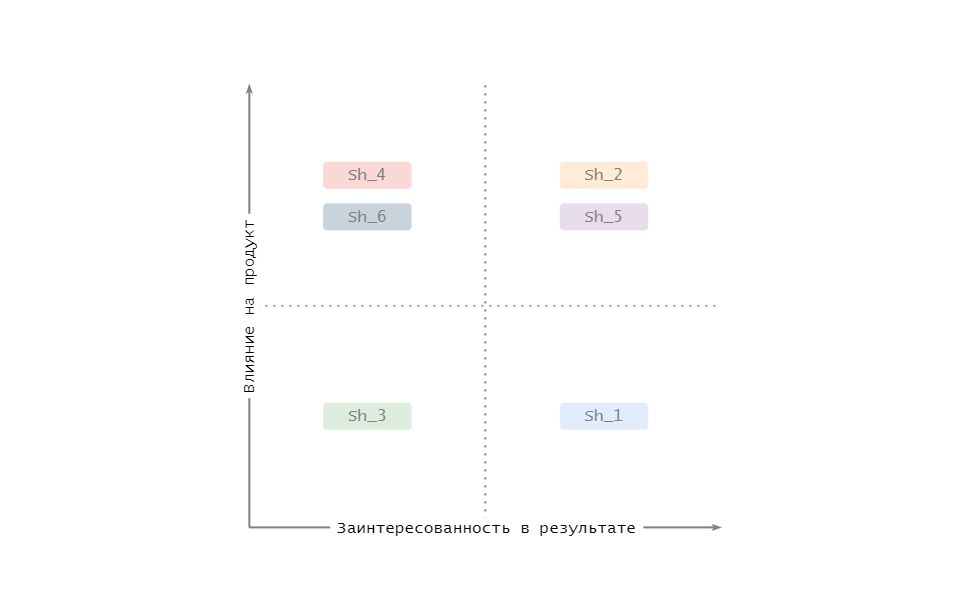 Sh_4
Sh_2
Sh_6
Sh_5
Влияние на продукт
Sh_3
Sh_1
Заинтересованность в результате